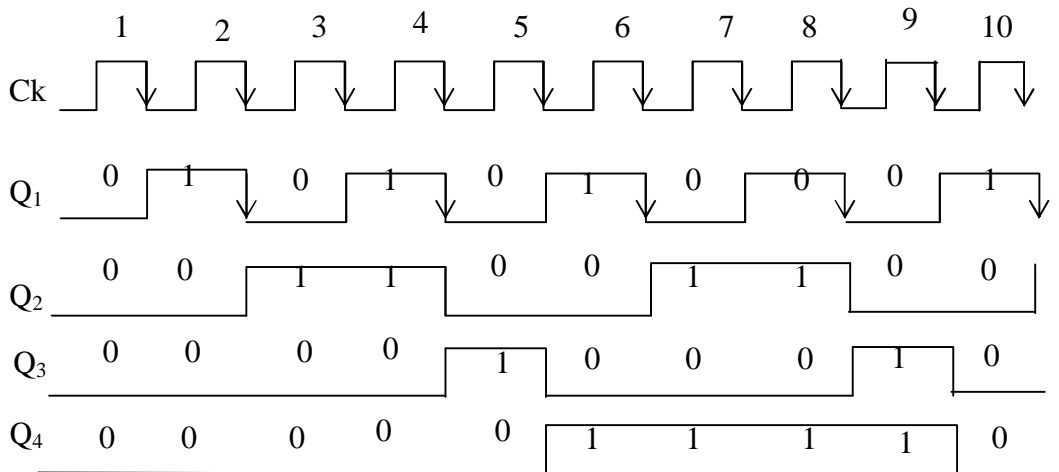 1 2 3 4 5 6 7 8 9 10
Ck
Q1 0 1 0 1 0 1 0 0 0 1
Q2 0 0 1 1 0 0 1 1 0 0
Q3 0 0 0 0 1 0 0 0 1 0
Q4 0 0 0 0 0 1 1 1 1 0